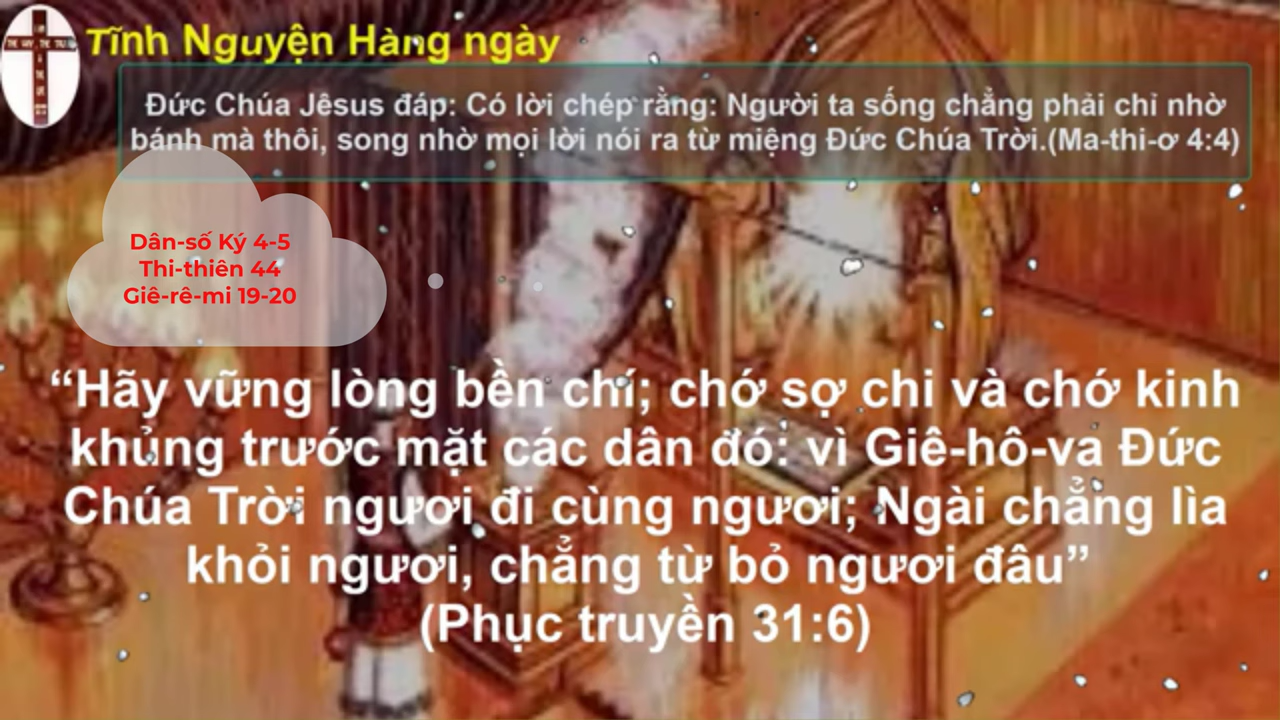 Tĩnh Nguyện Hàng ngày
Đức Chúa Jêsus đáp: Có lời chép rằng: Người ta sống chẳng phải chỉ nhờ
bánh mà thôi, song nhờ mọi lời nói ra từ miệng Đức Chúa Trời.(Ma-thi-ơ 4:4)
Dân-số Ký 4-5
Thi-thiên 44
Giê-rê-mi 19-20
“Hãy vững lòng bền chí; chớ sợ chi và chớ kinh
khủng trước mặt các dân đó: vì Giê-hô-va Đức
Chúa Trời ngươi đi cùng ngươi; Ngài chẳng lìa
khỏi ngươi, chẳng từ bỏ ngươi đâu”
(Phục truyền 31:6)